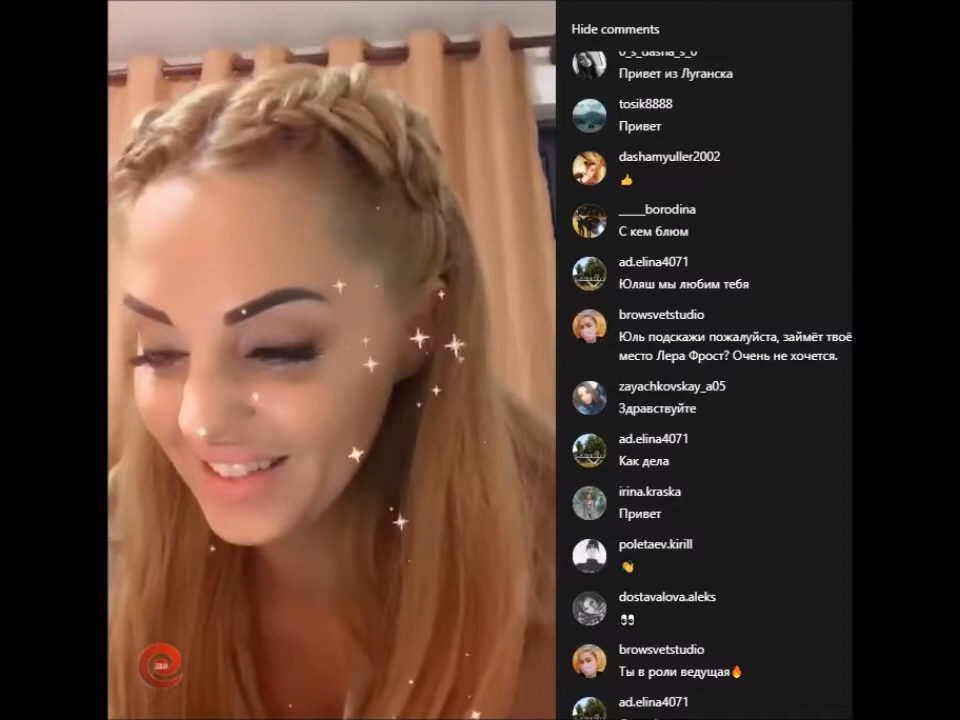 Hide comments
o_s_dasha_s_o
Привет из Луганска
tosik8888
Привет
dashamyuller2002
____borodina
С кем блюм
ad.elina4071
Юляш мы любим тебя
browsvetstudio
Юль подскажи пожалуйста, займёт твоё
место Лера Фрост? Очень не хочется.
zayachkovskay_a05
Здравствуйте
ad.elina4071
Как дела
irina.kraska
Привет
poletaev.kirill
dostavalova.aleks
browsvetstudio
Ты в роли ведущая
ad.elina4071